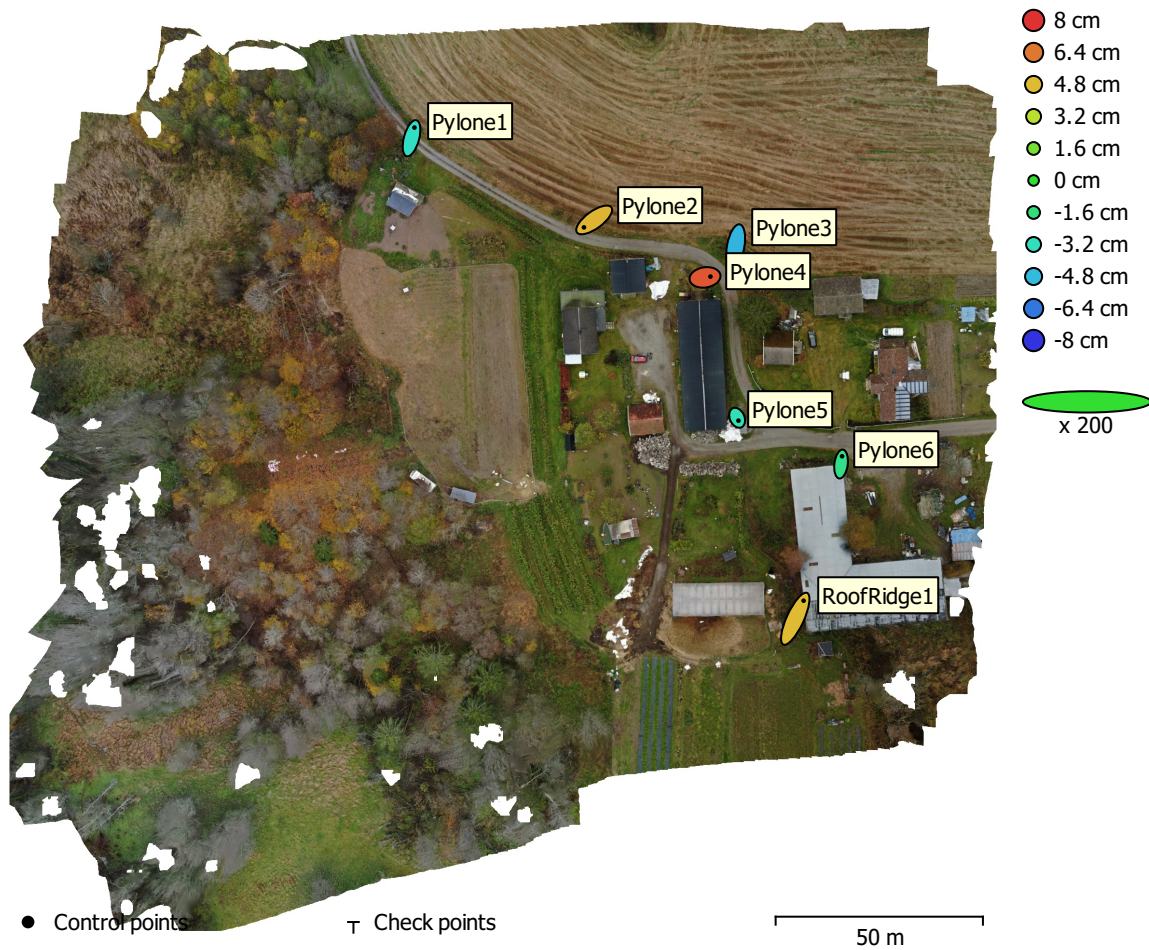 8 cm
6.4 cm
4.8 cm
3.2 cm
1.6 cm
0 cm
-1.6 cm
-3.2 cm
-4.8 cm
-6.4 cm
-8 cm
x 200
Pylone1
Pylone2
Pylone3
Pylone4
Pylone5
Pylone6
RoofRidge1
Control points
Check points
50 m